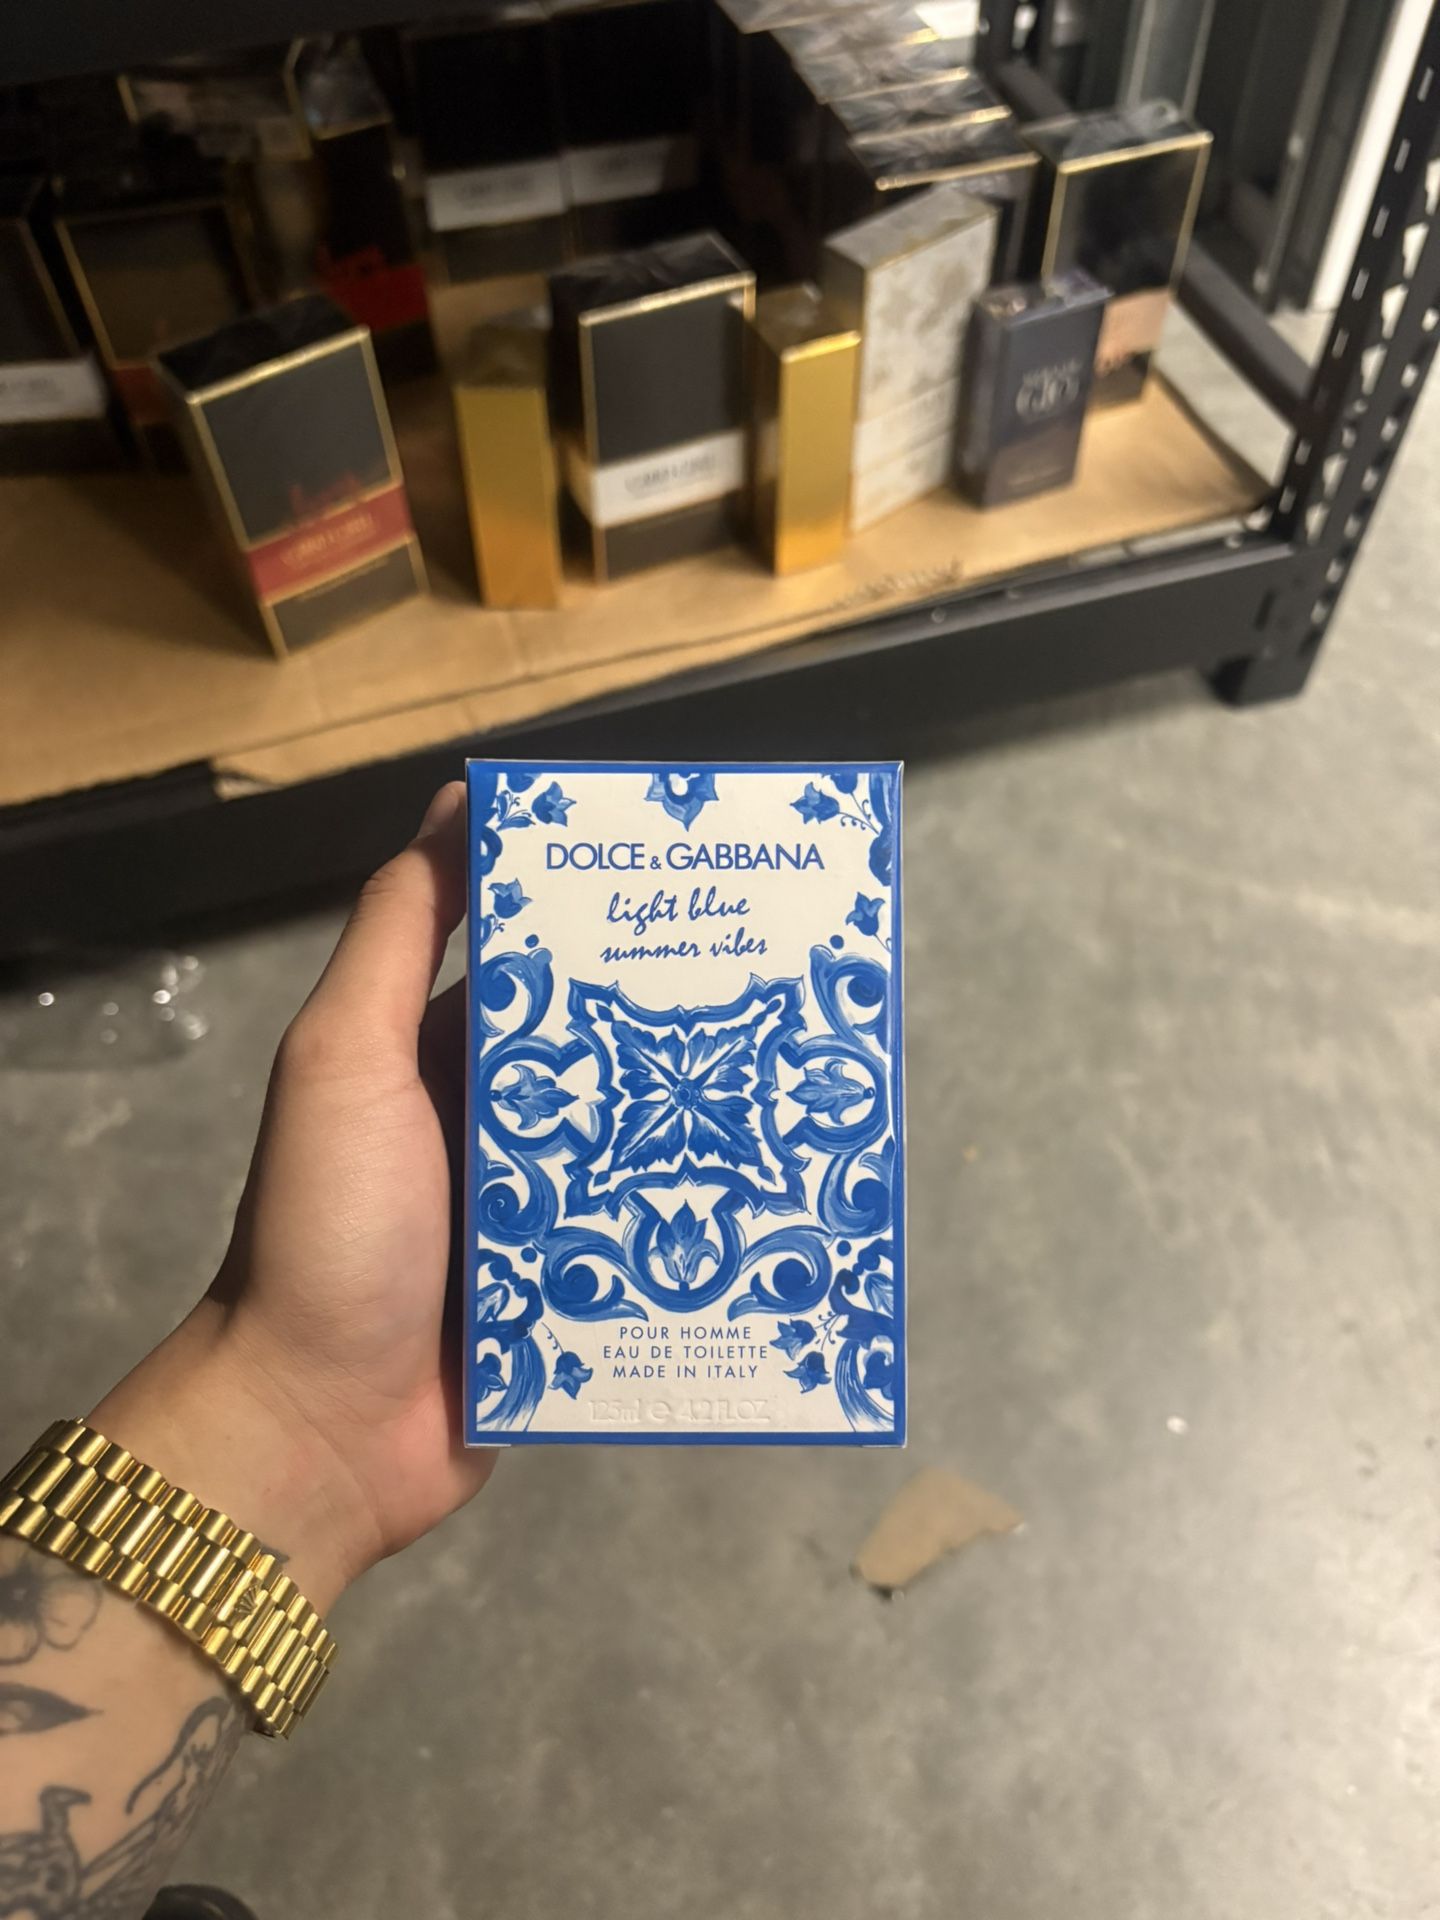 DOLCE & GABBANA
light blue
summer vibes
POUR HOMME
EAU DE TOILETTE
MADE IN ITALY
125ml ℮ 4.2 FL.OZ.